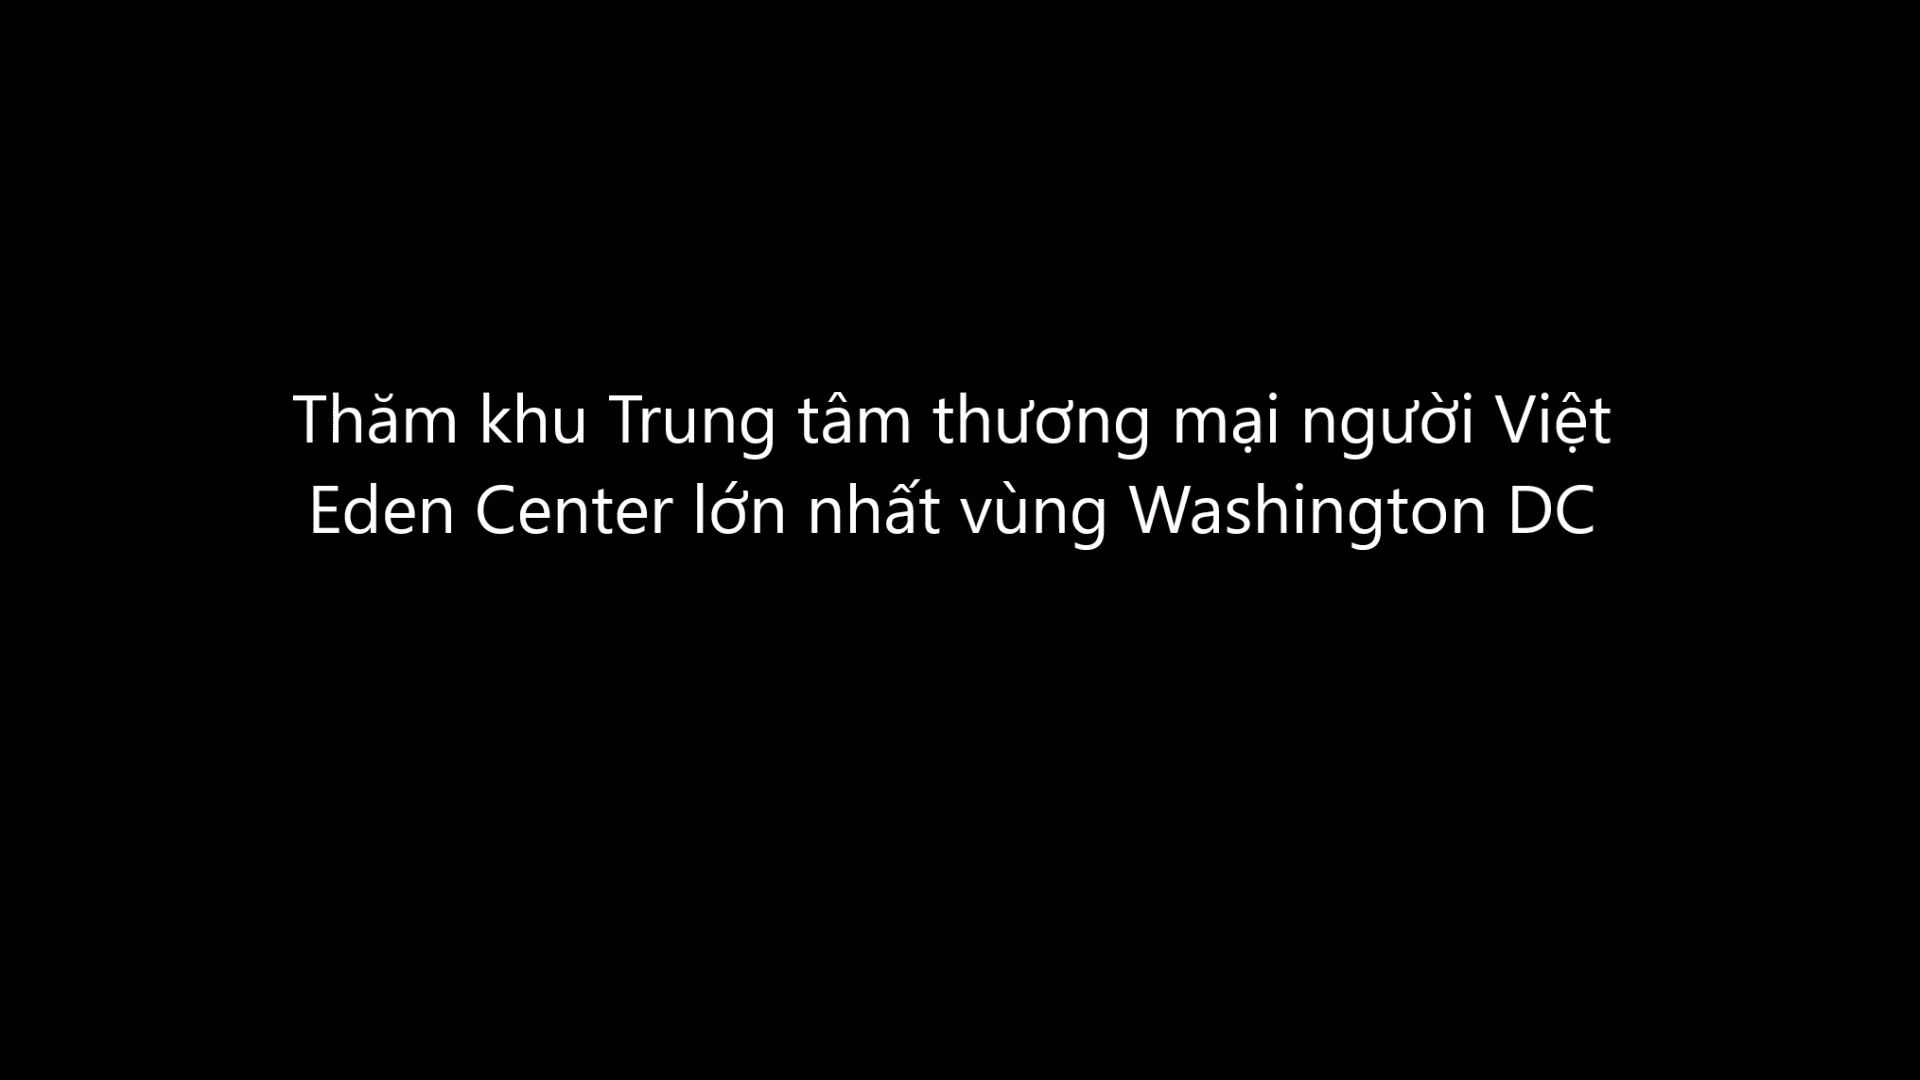 Thăm khu Trung tâm thương mại người Việt
Eden Center lớn nhất vùng Washington DC